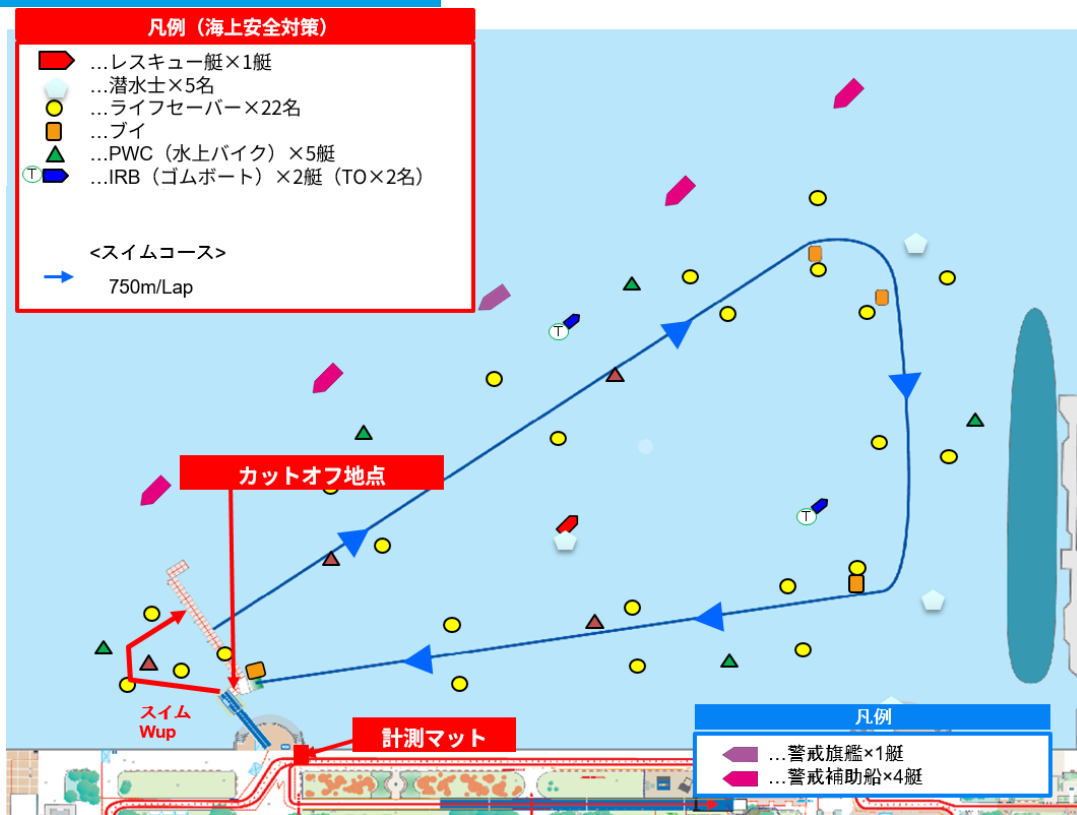 凡例（海上安全対策）
…レスキュー艇×1艇
…潜水士×5名
…ライフセーバー×22名
…ブイ
…PWC（水上バイク）×5艇
T …IRB（ゴムボート）×2艇（TO×2名）
<スイムコース>
750m/Lap
T
カットオフ地点
T
スイム
Wup
計測マット
凡例
…警戒旗艦×1艇
…警戒補助船×4艇